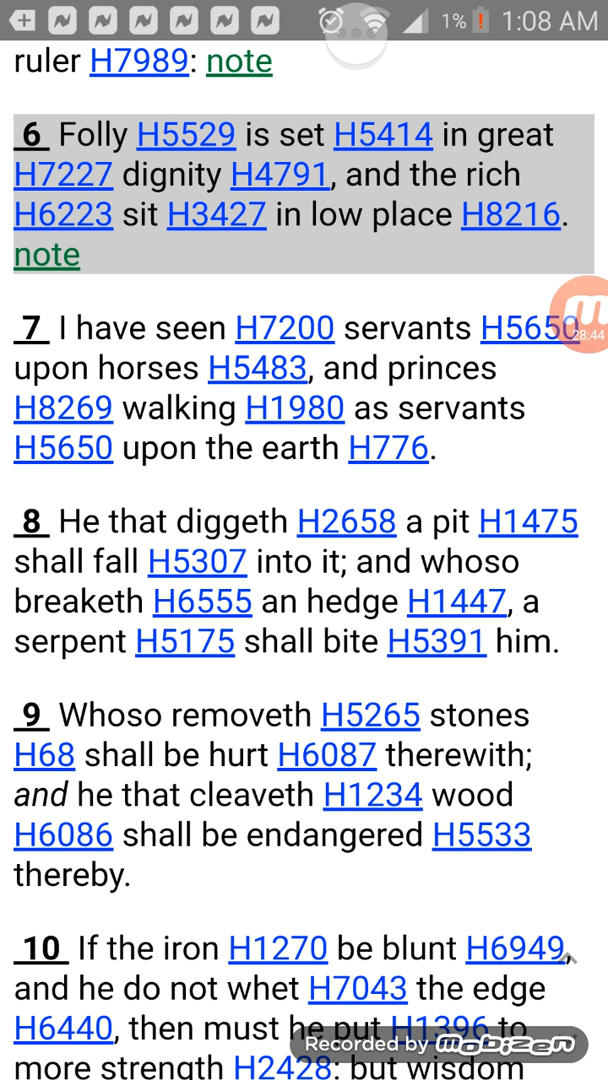 1% 1:08 AM
ruler H7989: note
6 Folly H5529 is set H5414 in great
H7227 dignity H4791, and the rich
H6223 sit H3427 in low place H8216.
note
7 I have seen H7200 servants H5650
28:44
upon horses H5483, and princes
H8269 walking H1980 as servants
H5650 upon the earth H776.
8 He that diggeth H2658 a pit H1475
shall fall H5307 into it; and whoso
breaketh H6555 an hedge H1447, a
serpent H5175 shall bite H5391 him.
9 Whoso removeth H5265 stones
H68 shall be hurt H6087 therewith;
and he that cleaveth H1234 wood
H6086 shall be endangered H5533
thereby.
10 If the iron H1270 be blunt H6949,
and he do not whet H7043 the edge
H6440, then must he put H1396 to
Recorded by mobizen
more strength H2428: but wisdom